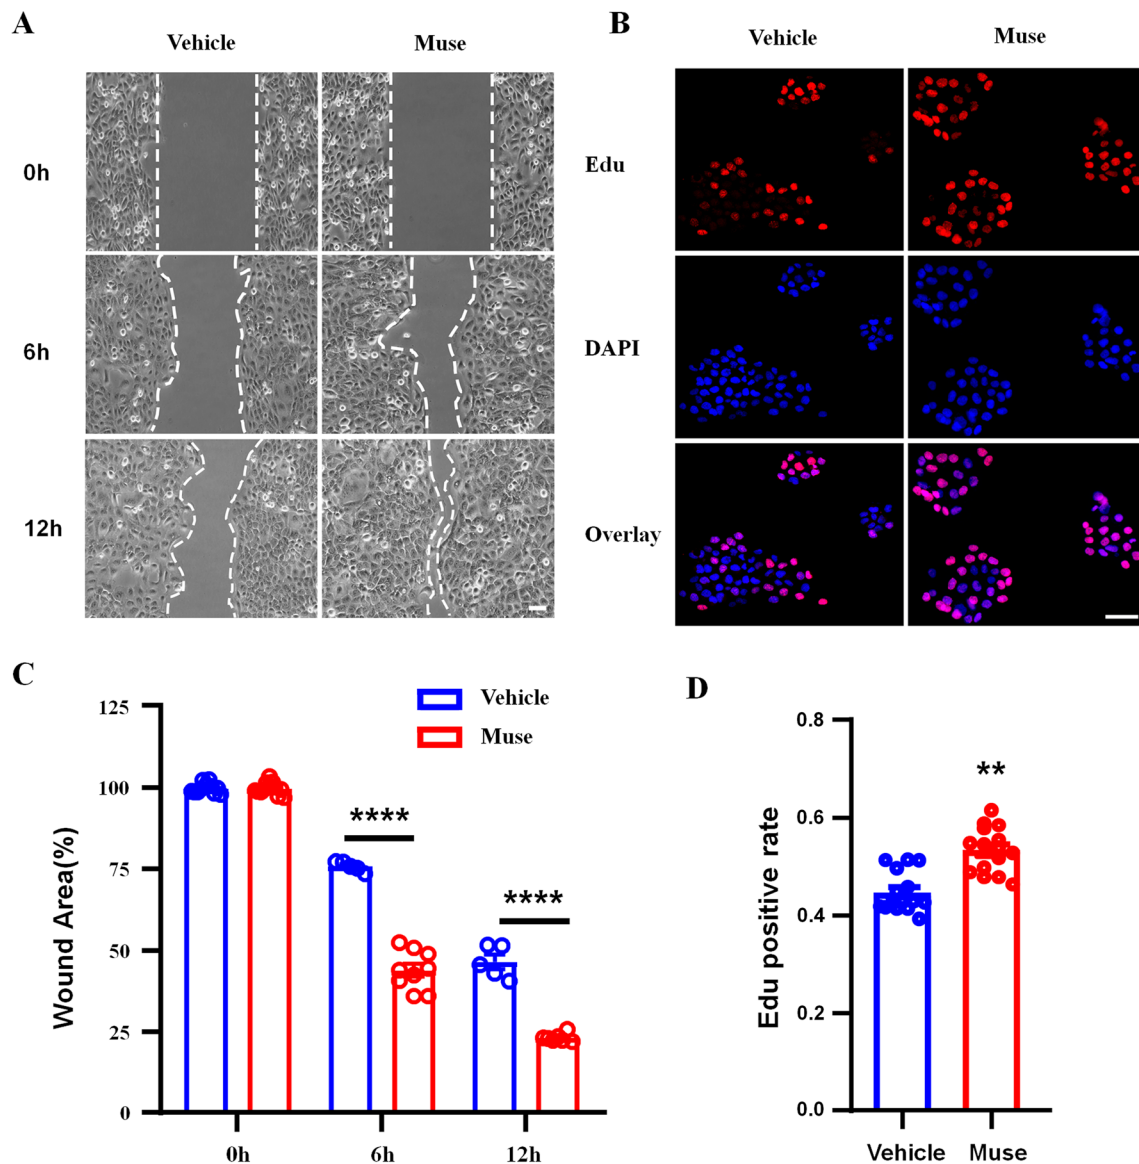 A
Vehicle
Muse
0h
6h
12h
B
Vehicle
Muse
Edu
DAPI
Overlay
C
Vehicle
Muse
Wound Area(%)
125
100
75
50
25
0
****
****
0h
6h
12h
D
Edu positive rate
0.8
0.6
0.4
0.2
0.0
**
Vehicle
Muse